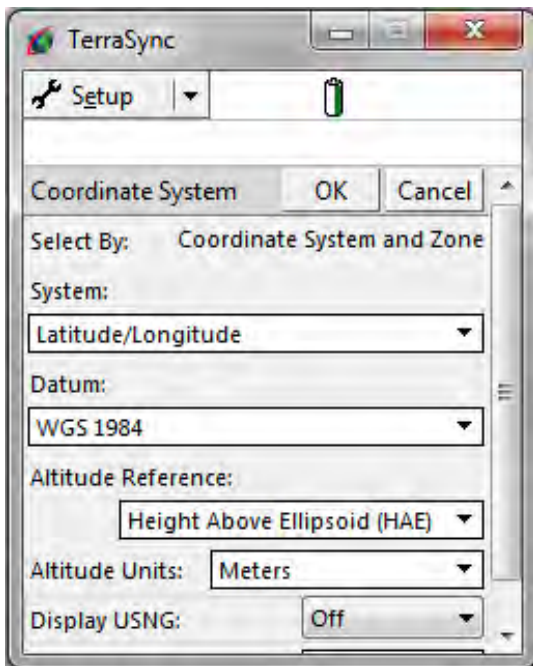 TerraSync
Setup
Coordinate System OK Cancel
Select By: Coordinate System and Zone
System:
Latitude/Longitude
Datum:
WGS 1984
Altitude Reference:
Height Above Ellipsoid (HAE)
Altitude Units: Meters
Display USNG: Off